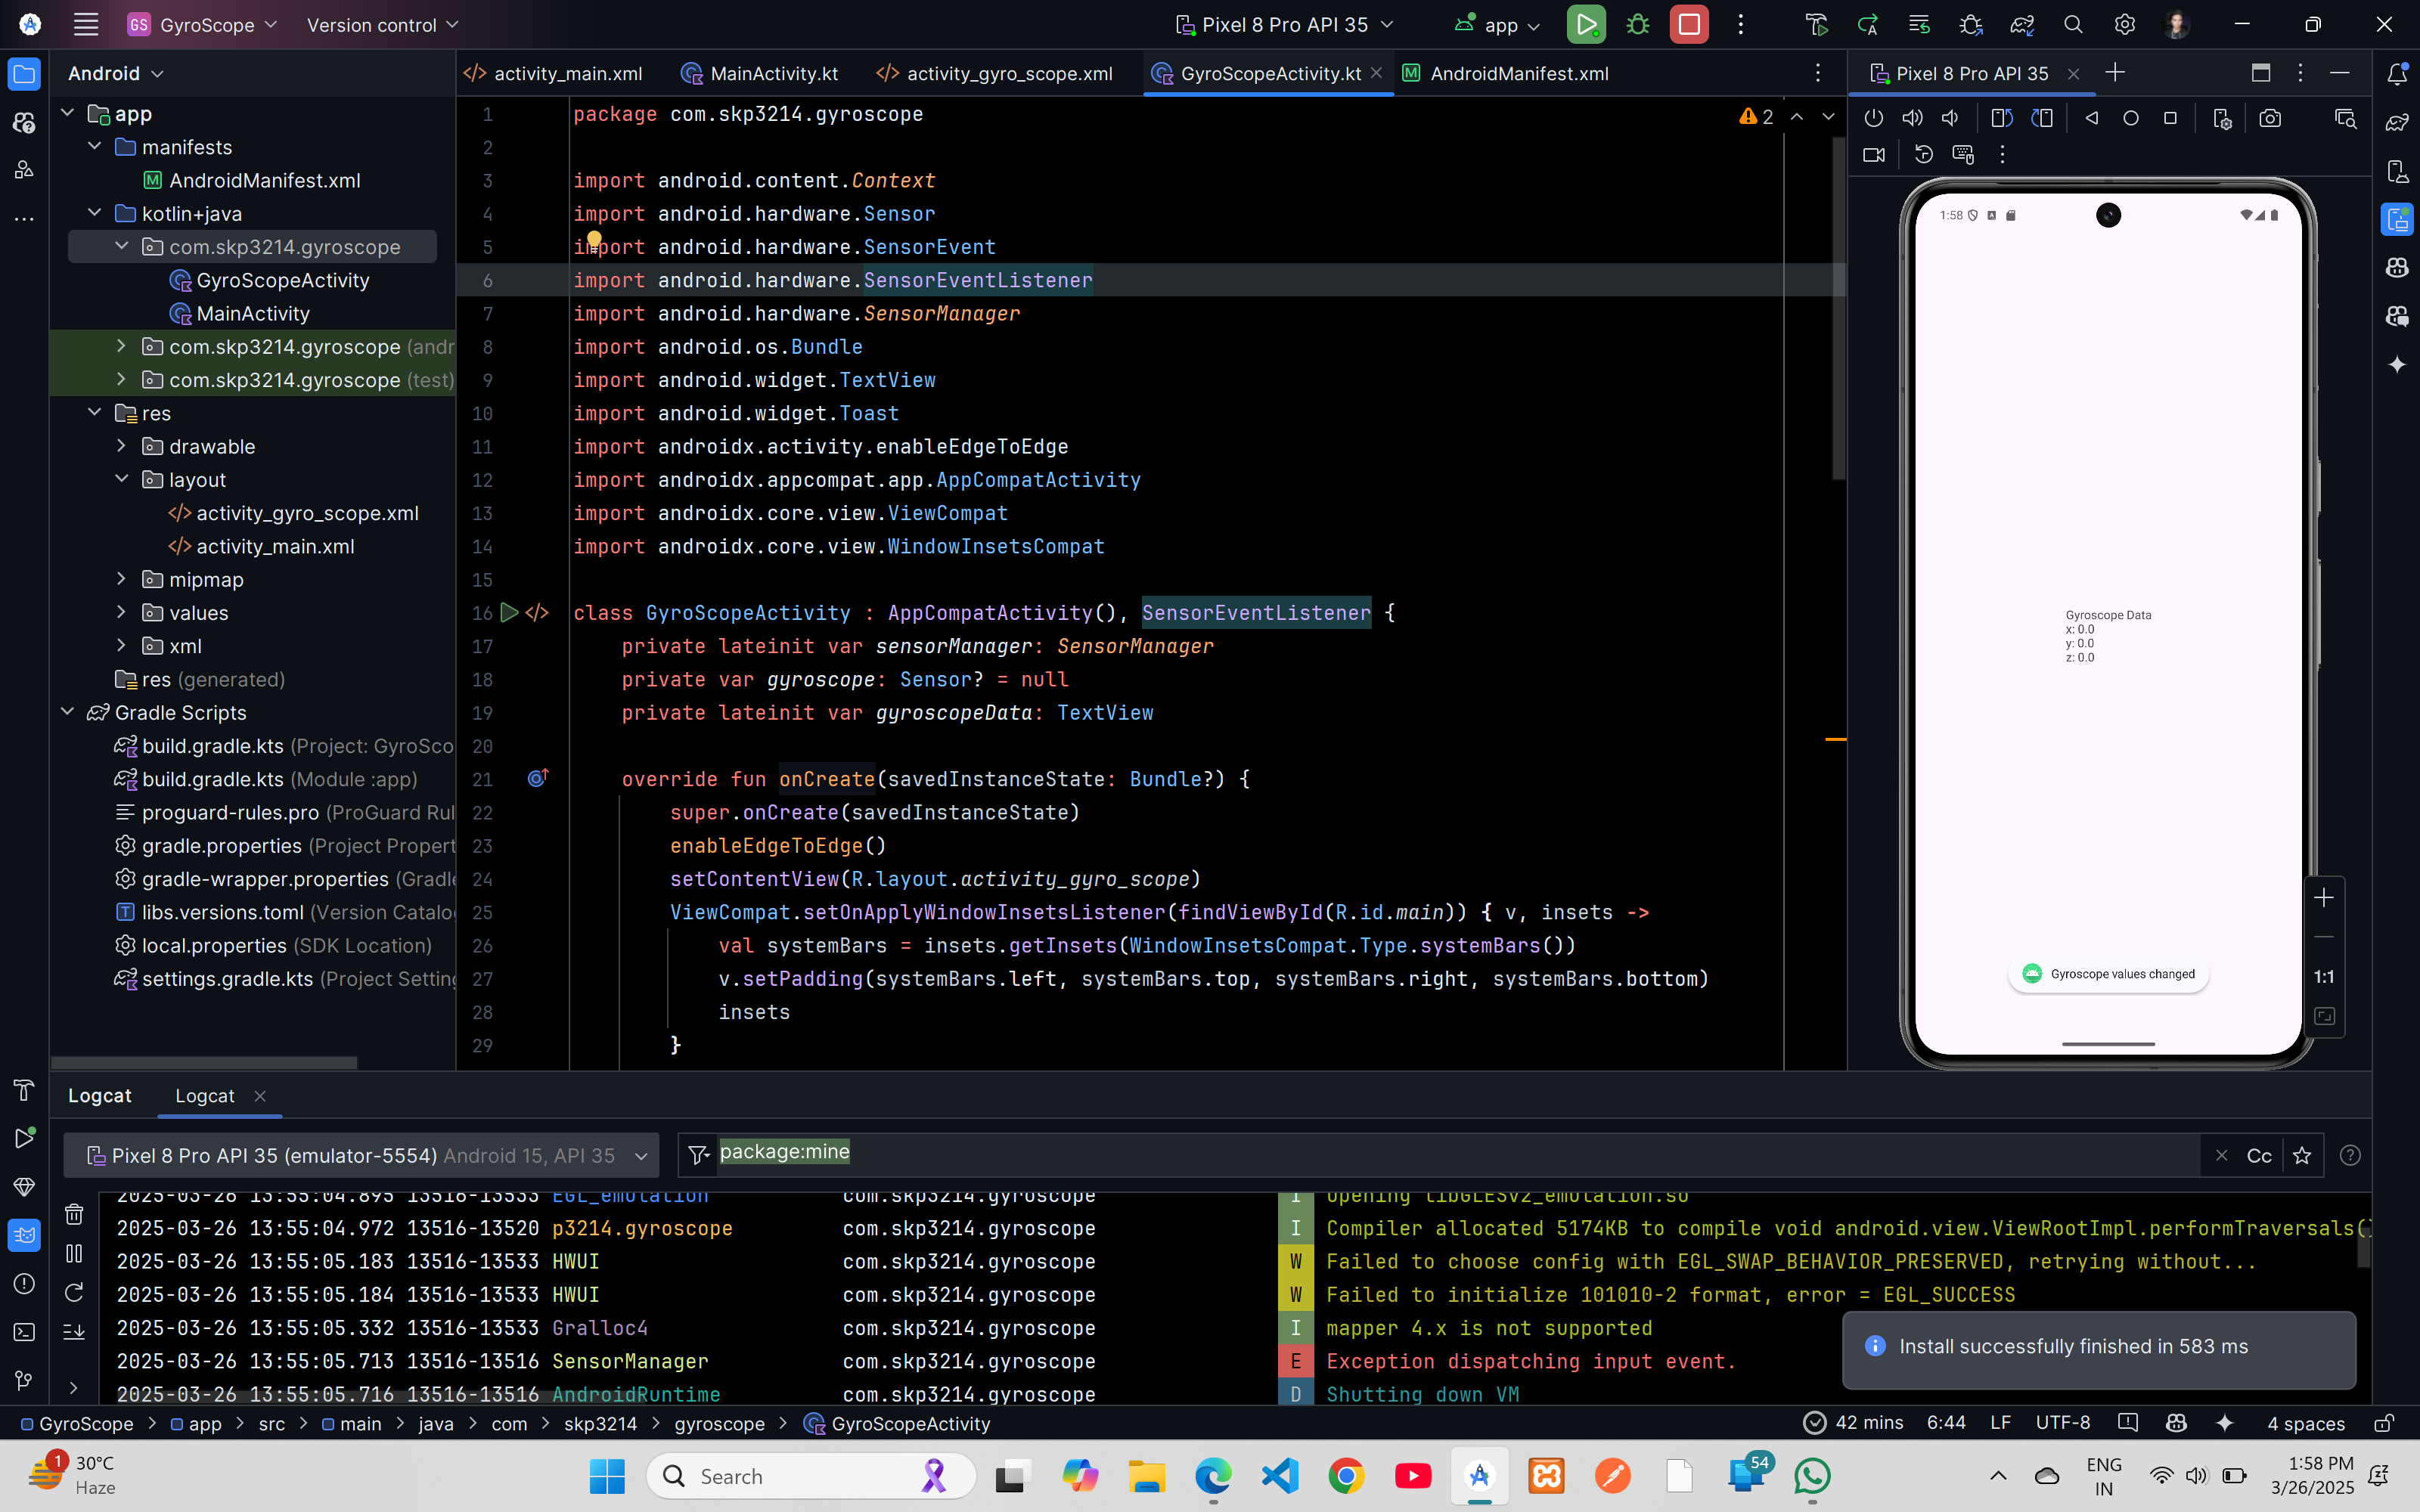 GS GyroScope Version control Pixel 8 Pro API 35 app
Android
app
manifests
AndroidManifest.xml
kotlin+java
com.skp3214.gyroscope
GyroScopeActivity
MainActivity
com.skp3214.gyroscope (andr
com.skp3214.gyroscope (test)
res
drawable
layout
activity_gyro_scope.xml
activity_main.xml
mipmap
values
xml
res (generated)
Gradle Scripts
build.gradle.kts (Project: GyroSco
build.gradle.kts (Module :app)
proguard-rules.pro (ProGuard Rul
gradle.properties (Project Propert
gradle-wrapper.properties (Gradle
libs.versions.toml (Version Catalo
local.properties (SDK Location)
settings.gradle.kts (Project Setting
activity_main.xml MainActivity.kt activity_gyro_scope.xml GyroScopeActivity.kt AndroidManifest.xml
2
1 package com.skp3214.gyroscope
2
3 import android.content.Context
4 import android.hardware.Sensor
5 import android.hardware.SensorEvent
6 import android.hardware.SensorEventListener
7 import android.hardware.SensorManager
8 import android.os.Bundle
9 import android.widget.TextView
10 import android.widget.Toast
11 import androidx.activity.enableEdgeToEdge
12 import androidx.appcompat.app.AppCompatActivity
13 import androidx.core.view.ViewCompat
14 import androidx.core.view.WindowInsetsCompat
15
16 class GyroScopeActivity : AppCompatActivity(), SensorEventListener {
17 private lateinit var sensorManager: SensorManager
18 private var gyroscope: Sensor? = null
19 private lateinit var gyroscopeData: TextView
20
21 override fun onCreate(savedInstanceState: Bundle?) {
22 super.onCreate(savedInstanceState)
23 enableEdgeToEdge()
24 setContentView(R.layout.activity_gyro_scope)
25 ViewCompat.setOnApplyWindowInsetsListener(findViewById(R.id.main)) { v, insets ->
26 val systemBars = insets.getInsets(WindowInsetsCompat.Type.systemBars())
27 v.setPadding(systemBars.left, systemBars.top, systemBars.right, systemBars.bottom)
28 insets
29 }
Pixel 8 Pro API 35
1:58
Gyroscope Data
x: 0.0
y: 0.0
z: 0.0
Gyroscope values changed
1:1
Logcat Logcat
Pixel 8 Pro API 35 (emulator-5554) Android 15, API 35 package:mine Cc
2025-03-26 13:55:04.895 13516-13533 EGL_emulation com.skp3214.gyroscope I Opening libGLESv2_emulation.so
2025-03-26 13:55:04.972 13516-13520 p3214.gyroscope com.skp3214.gyroscope I Compiler allocated 5174KB to compile void android.view.ViewRootImpl.performTraversals()
2025-03-26 13:55:05.183 13516-13533 HWUI com.skp3214.gyroscope W Failed to choose config with EGL_SWAP_BEHAVIOR_PRESERVED, retrying without...
2025-03-26 13:55:05.184 13516-13533 HWUI com.skp3214.gyroscope W Failed to initialize 101010-2 format, error = EGL_SUCCESS
2025-03-26 13:55:05.332 13516-13533 Gralloc4 com.skp3214.gyroscope I mapper 4.x is not supported
2025-03-26 13:55:05.713 13516-13516 SensorManager com.skp3214.gyroscope E Exception dispatching input event.
2025-03-26 13:55:05.716 13516-13516 AndroidRuntime com.skp3214.gyroscope D Shutting down VM
Install successfully finished in 583 ms
GyroScope > app > src > main > java > com > skp3214 > gyroscope > GyroScopeActivity 42 mins 6:44 LF UTF-8 4 spaces
1
30°C
Haze
Search
54
ENG
IN
1:58 PM
3/26/2025